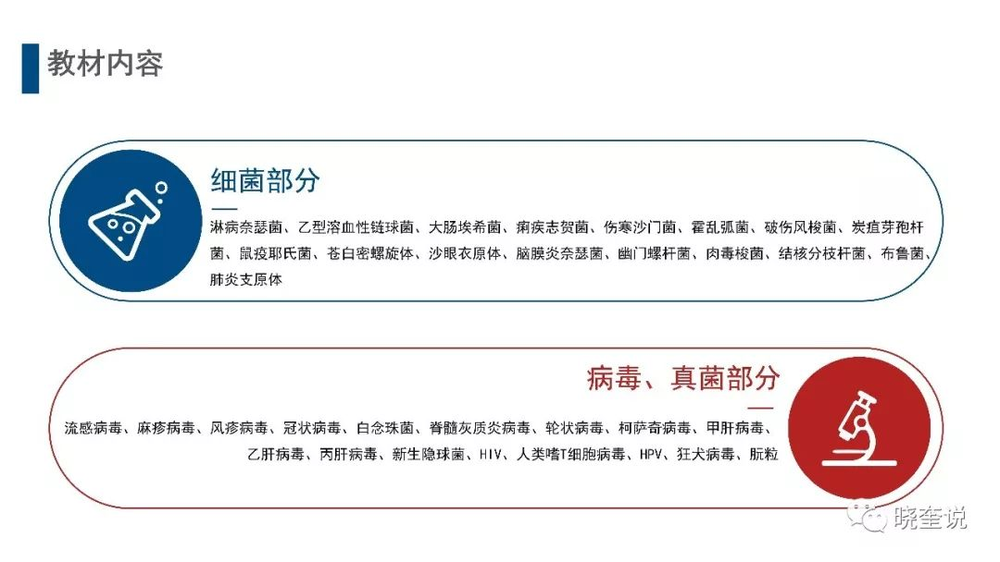 教材内容
细菌部分
淋病奈瑟菌、乙型溶血性链球菌、大肠埃希菌、痢疾志贺菌、伤寒沙门菌、霍乱弧菌、破伤风梭菌、炭疽芽孢杆
菌、鼠疫耶氏菌、苍白密螺旋体、沙眼衣原体、脑膜炎奈瑟菌、幽门螺杆菌、肉毒梭菌、结核分枝杆菌、布鲁菌、
肺炎支原体
病毒、真菌部分
流感病毒、麻疹病毒、风疹病毒、冠状病毒、白念珠菌、脊髓灰质炎病毒、轮状病毒、柯萨奇病毒、甲肝病毒、
乙肝病毒、丙肝病毒、新生隐球菌、HIV、人类嗜T细胞病毒、HPV、狂犬病毒、朊粒
晓奎说